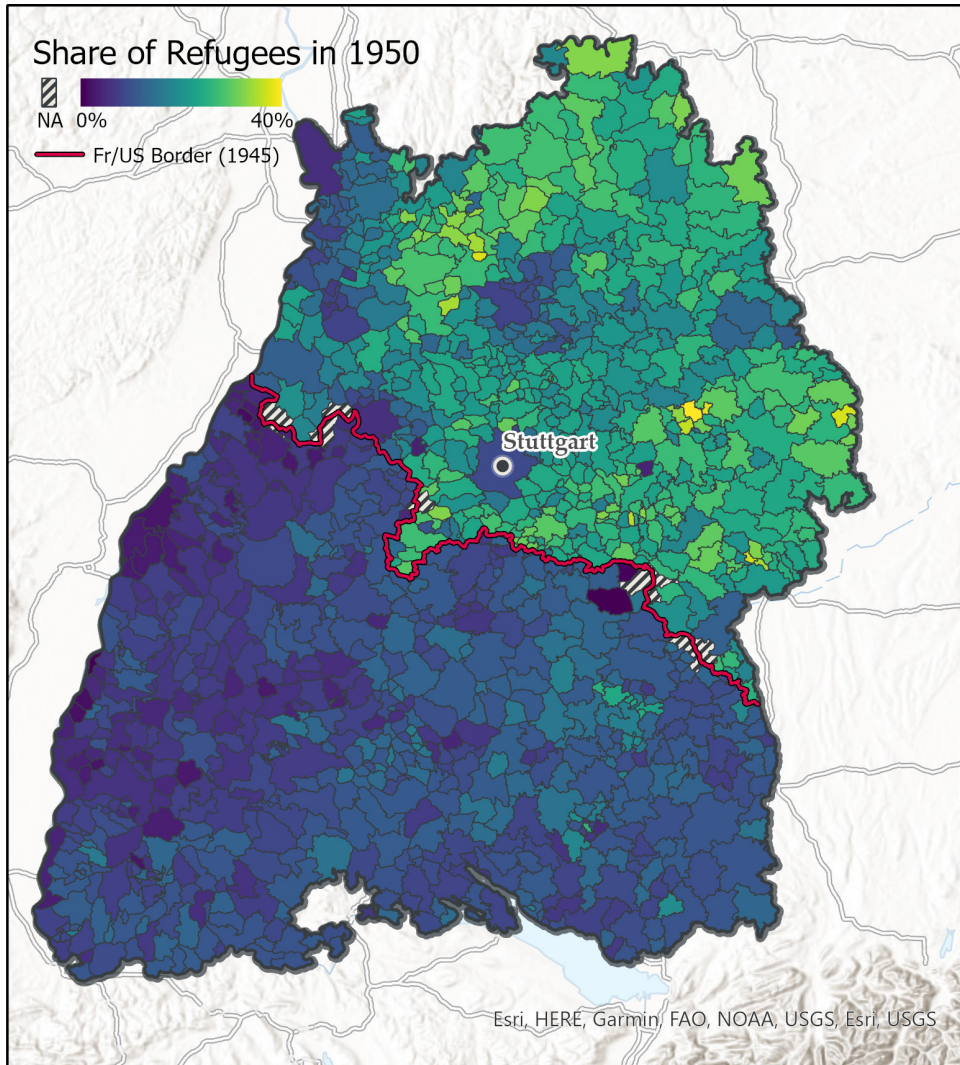 Share of Refugees in 1950
NA 0% 40%
Fr/US Border (1945)
Stuttgart
Esri, HERE, Garmin, FAO, NOAA, USGS, Esri, USGS